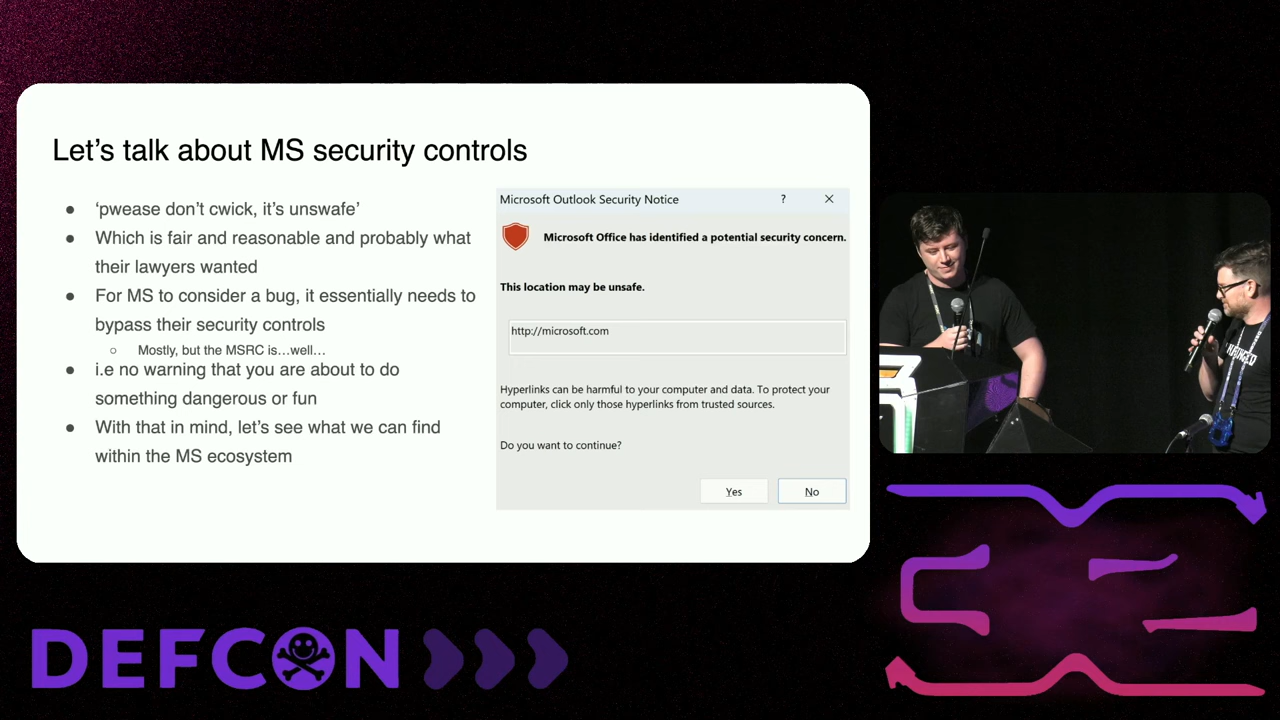 Let's talk about MS security controls
● ‘pwease don’t cwick, it’s unswafe’
● Which is fair and reasonable and probably what
their lawyers wanted
● For MS to consider a bug, it essentially needs to
bypass their security controls
○ Mostly, but the MSRC is…well…
● i.e no warning that you are about to do
something dangerous or fun
● With that in mind, let’s see what we can find
within the MS ecosystem
Microsoft Outlook Security Notice ? ×
Microsoft Office has identified a potential security concern.
This location may be unsafe.
http://microsoft.com
Hyperlinks can be harmful to your computer and data. To protect your
computer, click only those hyperlinks from trusted sources.
Do you want to continue?
Yes No
DEFCON